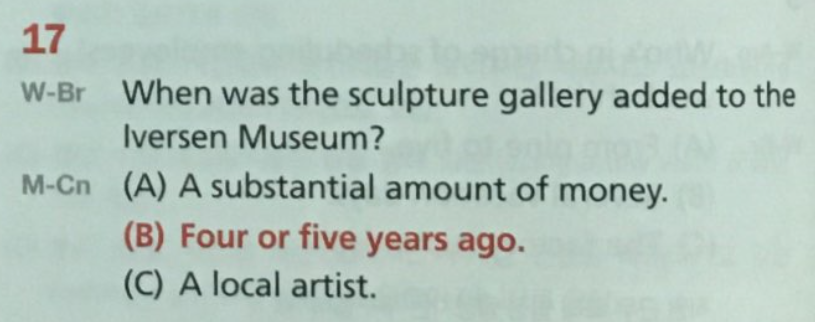 17
W-Br When was the sculpture gallery added to the
Iversen Museum?
M-Cn (A) A substantial amount of money.
(B) Four or five years ago.
(C) A local artist.